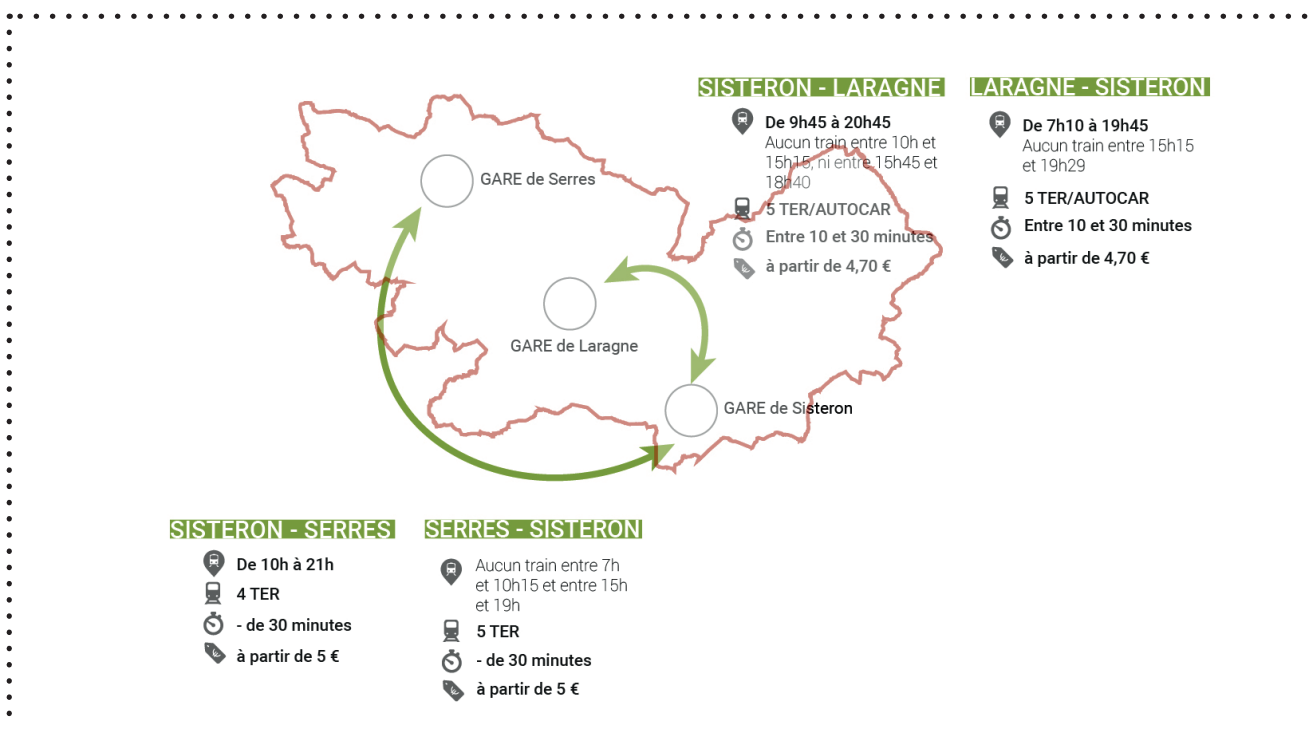 SISTERON - LARAGNE
De 9h45 à 20h45
Aucun train entre 10h et
15h15, ni entre 15h45 et
18h40
5 TER/AUTOCAR
Entre 10 et 30 minutes
à partir de 4,70 €
LARAGNE - SISTERON
De 7h10 à 19h45
Aucun train entre 15h15
et 19h29
5 TER/AUTOCAR
Entre 10 et 30 minutes
à partir de 4,70 €
GARE de Serres
GARE de Laragne
GARE de Sisteron
SISTERON - SERRES
De 10h à 21h
4 TER
- de 30 minutes
à partir de 5 €
SERRES - SISTERON
Aucun train entre 7h
et 10h15 et entre 15h
et 19h
5 TER
- de 30 minutes
à partir de 5 €